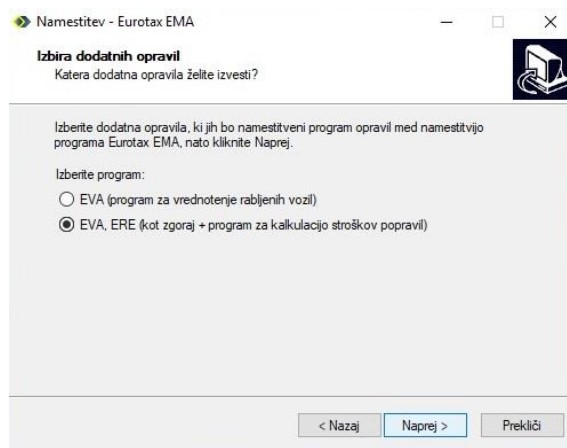 Namestitev - Eurotax EMA
Izbira dodatnih opravil
Katera dodatna opravila želite izvesti?
Izberite dodatna opravila, ki jih bo namestitveni program opravil med namestitvijo
programa Eurotax EMA, nato kliknite Naprej.
Izberite program:
EVA (program za vrednotenje rabljenih vozil)
EVA, ERE (kot zgoraj + program za kalkulacijo stroškov popravil)
< Nazaj
Naprej >
Prekliči